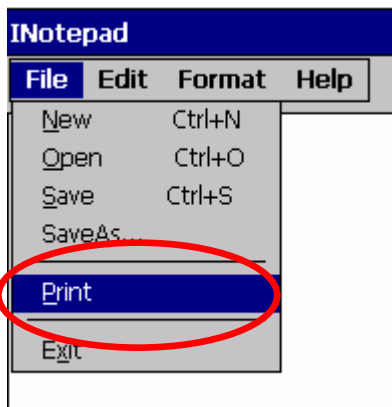 INotepad
File Edit Format Help
New Ctrl+N
Open Ctrl+O
Save Ctrl+S
SaveAs...
Print
Exit